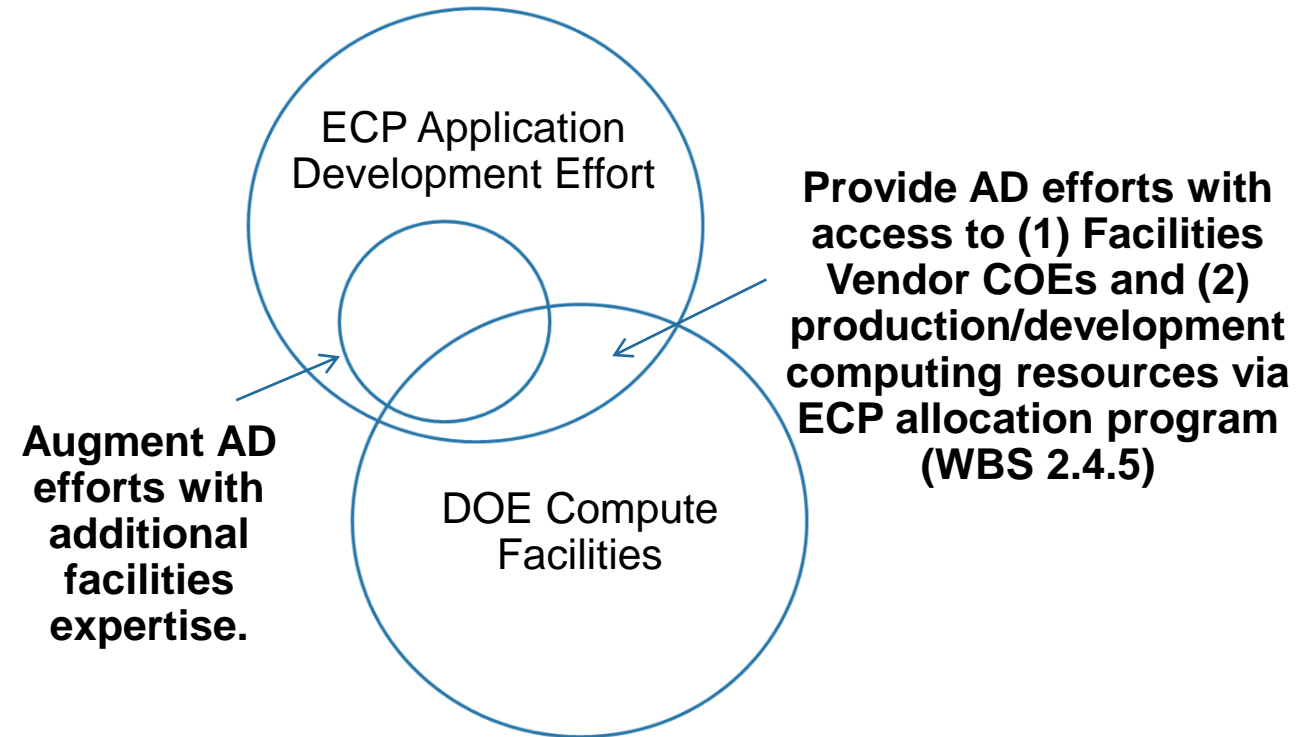 ECP Application
Development Effort
Provide AD efforts with
access to (1) Facilities
Vendor COEs and (2)
production/development
computing resources via
ECP allocation program
(WBS 2.4.5)
Augment AD
efforts with
additional
facilities
expertise.
DOE Compute
Facilities